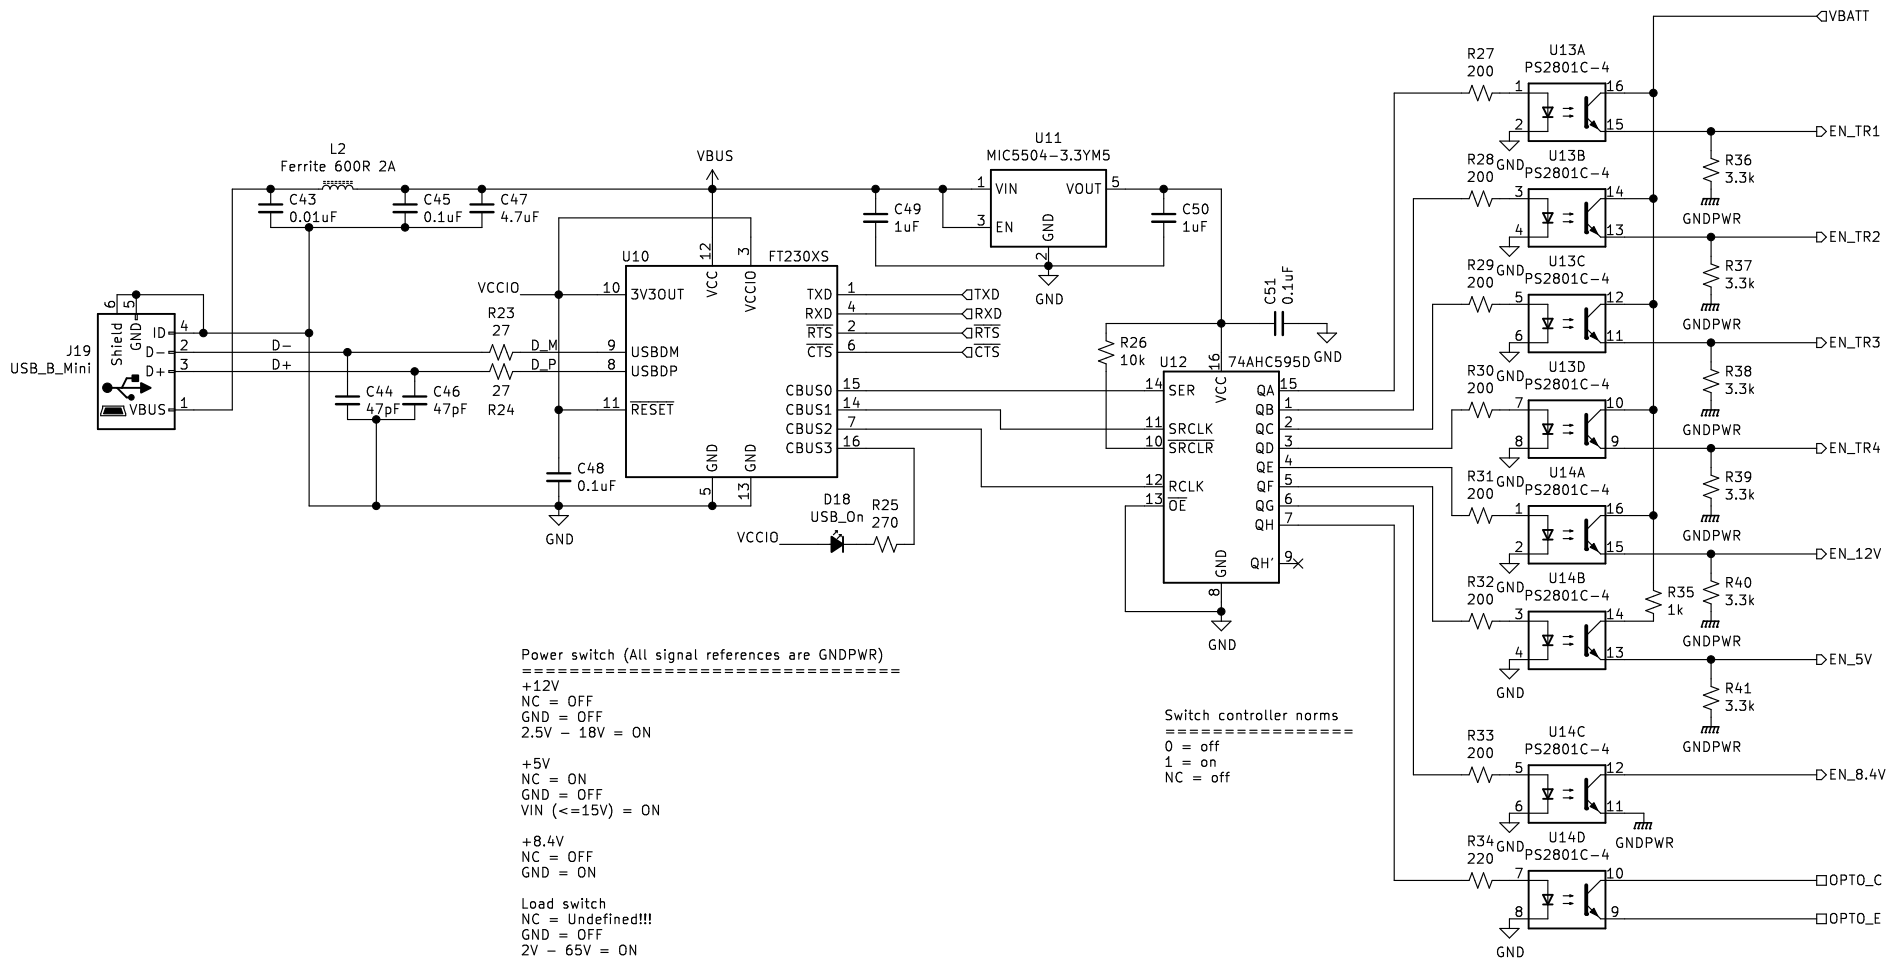 VBATT
U13A
PS2801C-4
R27
200
1
2
16
15
GND
EN_TR1
R36
3.3k
GNDPWR
U13B
PS2801C-4
R28
200
3
4
14
13
GND
EN_TR2
R37
3.3k
GNDPWR
U13C
PS2801C-4
R29
200
5
6
12
11
GND
EN_TR3
R38
3.3k
GNDPWR
U13D
PS2801C-4
R30
200
7
8
10
9
GND
EN_TR4
R39
3.3k
GNDPWR
U14A
PS2801C-4
R31
200
1
2
16
15
GND
EN_12V
R40
3.3k
GNDPWR
R35
1k
U14B
PS2801C-4
R32
200
3
4
14
13
GND
EN_5V
R41
3.3k
GNDPWR
U14C
PS2801C-4
R33
200
5
6
12
11
GND
GNDPWR
EN_8.4V
U14D
PS2801C-4
R34
220
7
8
10
9
GND
OPTO_C
OPTO_E
L2
Ferrite 600R 2A
C43
0.01uF
C45
0.1uF
C47
4.7uF
VBUS
J19
USB_B_Mini
Shield
GND
6
5
ID 4
D- 2
D+ 3
VBUS 1
D-
D+
C44
47pF
C46
47pF
R23
27
27
R24
D_M
D_P
VCCIO
C48
0.1uF
GND
U10
FT230XS
12
VCC
3
VCCIO
10 3V3OUT
9 USBDM
8 USBDP
11 RESET
GND
5
GND
13
TXD 1
RXD 4
RTS 2
CTS 6
CBUS0 15
CBUS1 14
CBUS2 7
CBUS3 16
TXD
RXD
RTS
CTS
D18
USB_On
R25
270
VCCIO
U11
MIC5504-3.3YM5
1 VIN
3 EN
VOUT 5
GND
2
C49
1uF
C50
1uF
GND
C51
0.1uF
GND
R26
10k
U12
74AHC595D
16
VCC
14 SER
11 SRCLK
10 SRCLR
12 RCLK
13 OE
QA 15
QB 1
QC 2
QD 3
QE 4
QF 5
QG 6
QH 7
QH' 9
GND
8
GND
Power switch (All signal references are GNDPWR)
================================
+12V
NC = OFF
GND = OFF
2.5V - 18V = ON
+5V
NC = ON
GND = OFF
VIN (<=15V) = ON
+8.4V
NC = OFF
GND = ON
Load switch
NC = Undefined!!!
GND = OFF
2V - 65V = ON
Switch controller norms
================
0 = off
1 = on
NC = off